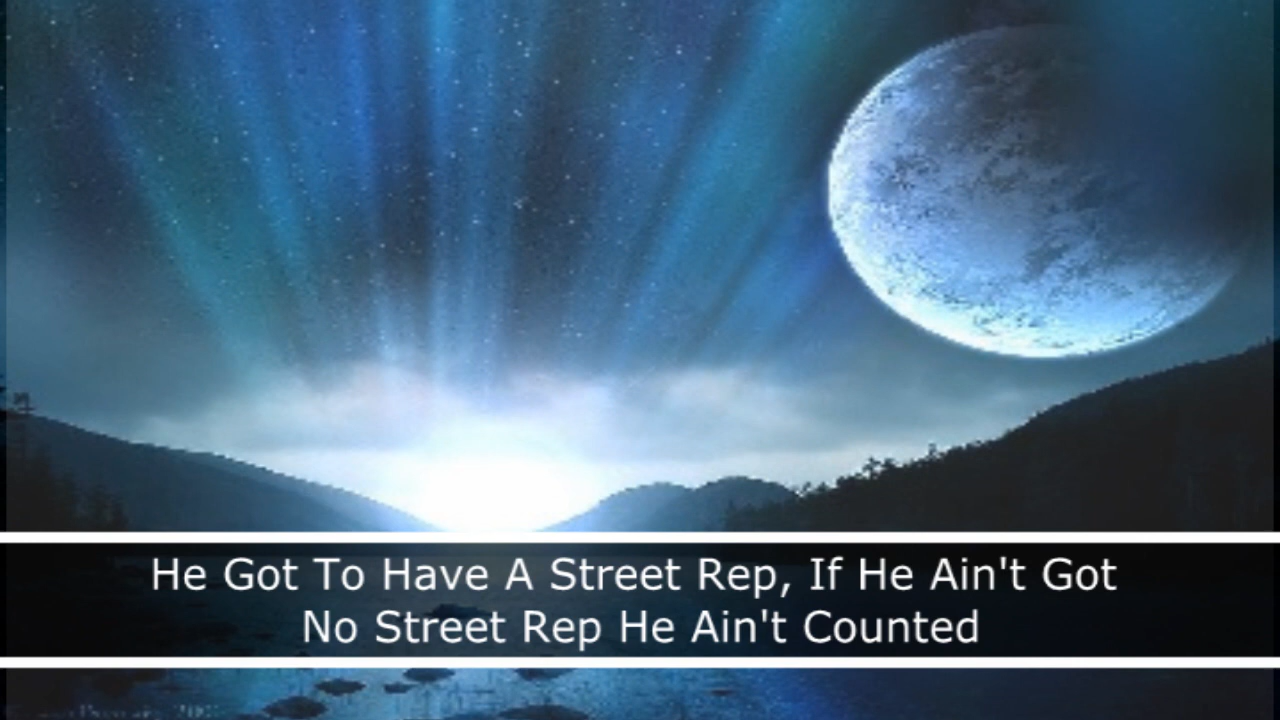 He Got To Have A Street Rep, If He Ain't Got
No Street Rep He Ain't Counted